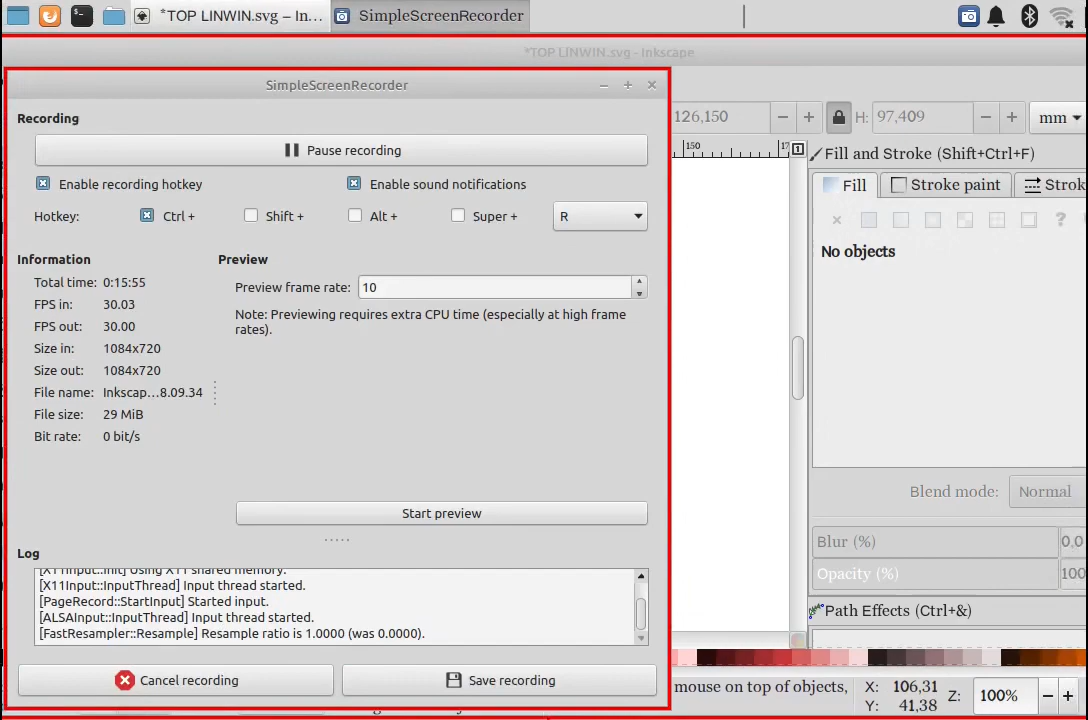 *TOP LINWIN.svg – In...
SimpleScreenRecorder
*TOP LINWIN.svg - Inkscape
SimpleScreenRecorder
Recording
Pause recording
Enable recording hotkey
Enable sound notifications
Hotkey:
Ctrl +
Shift +
Alt +
Super +
R
Information
Total time: 0:15:55
FPS in: 30.03
FPS out: 30.00
Size in: 1084x720
Size out: 1084x720
File name: Inkscap...8.09.34
File size: 29 MiB
Bit rate: 0 bit/s
Preview
Preview frame rate: 10
Note: Previewing requires extra CPU time (especially at high frame
rates).
Start preview
Log
[X11Input::Init] Using X11 shared memory.
[X11Input::InputThread] Input thread started.
[PageRecord::StartInput] Started input.
[ALSAInput::InputThread] Input thread started.
[FastResampler::Resample] Resample ratio is 1.0000 (was 0.0000).
Cancel recording
Save recording
126,150
H: 97,409
mm
150
1
Fill and Stroke (Shift+Ctrl+F)
Fill
Stroke paint
Strok
?
No objects
Blend mode: Normal
Blur (%)
0,0
Opacity (%)
100
Path Effects (Ctrl+&)
mouse on top of objects,
X: 106,31
Y: 41,38
Z: 100%